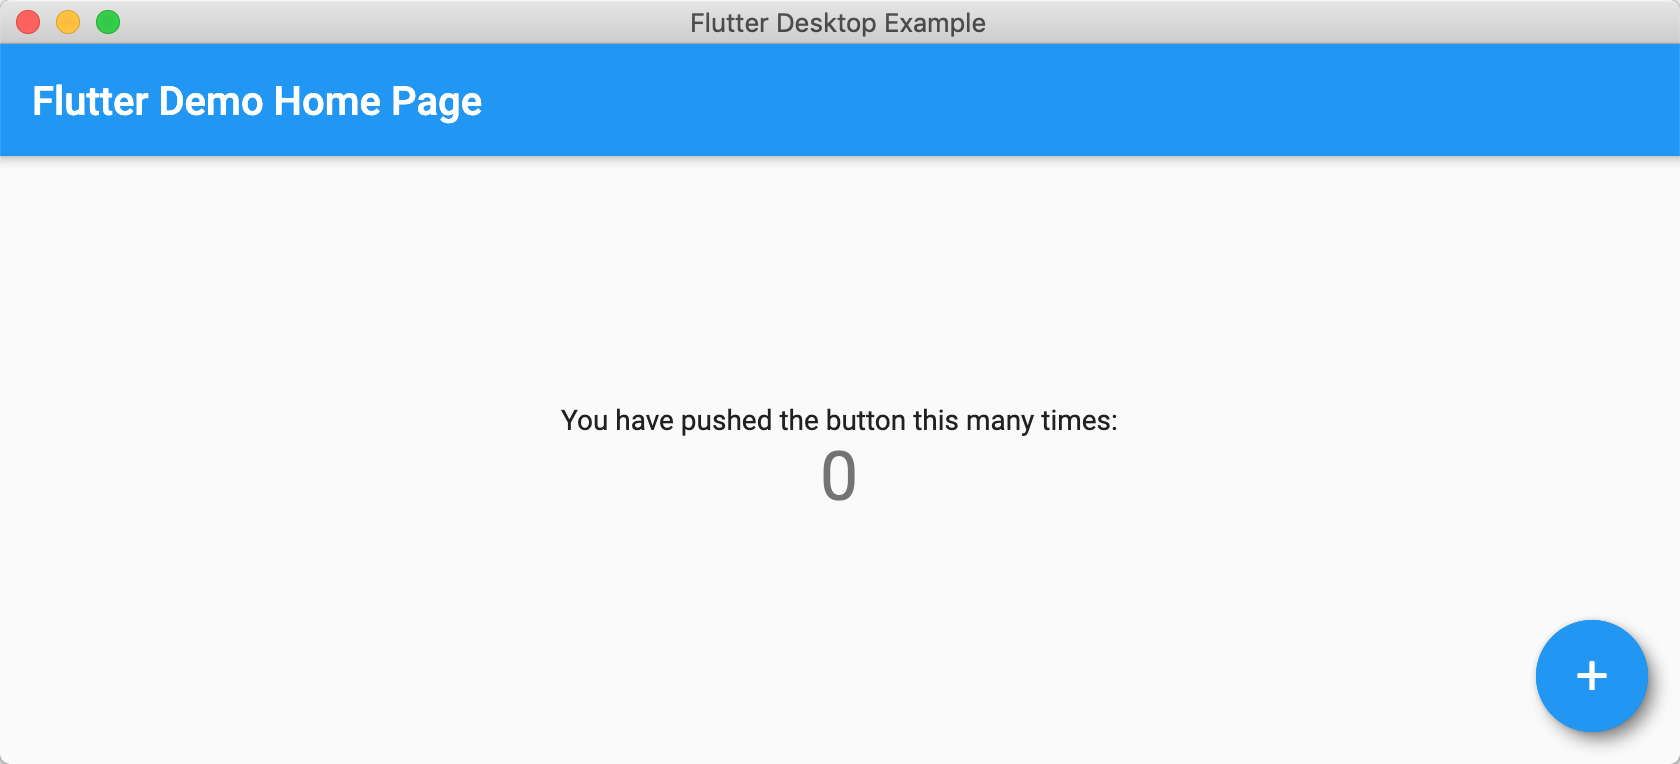 Flutter Desktop Example
Flutter Demo Home Page
You have pushed the button this many times:
0
+